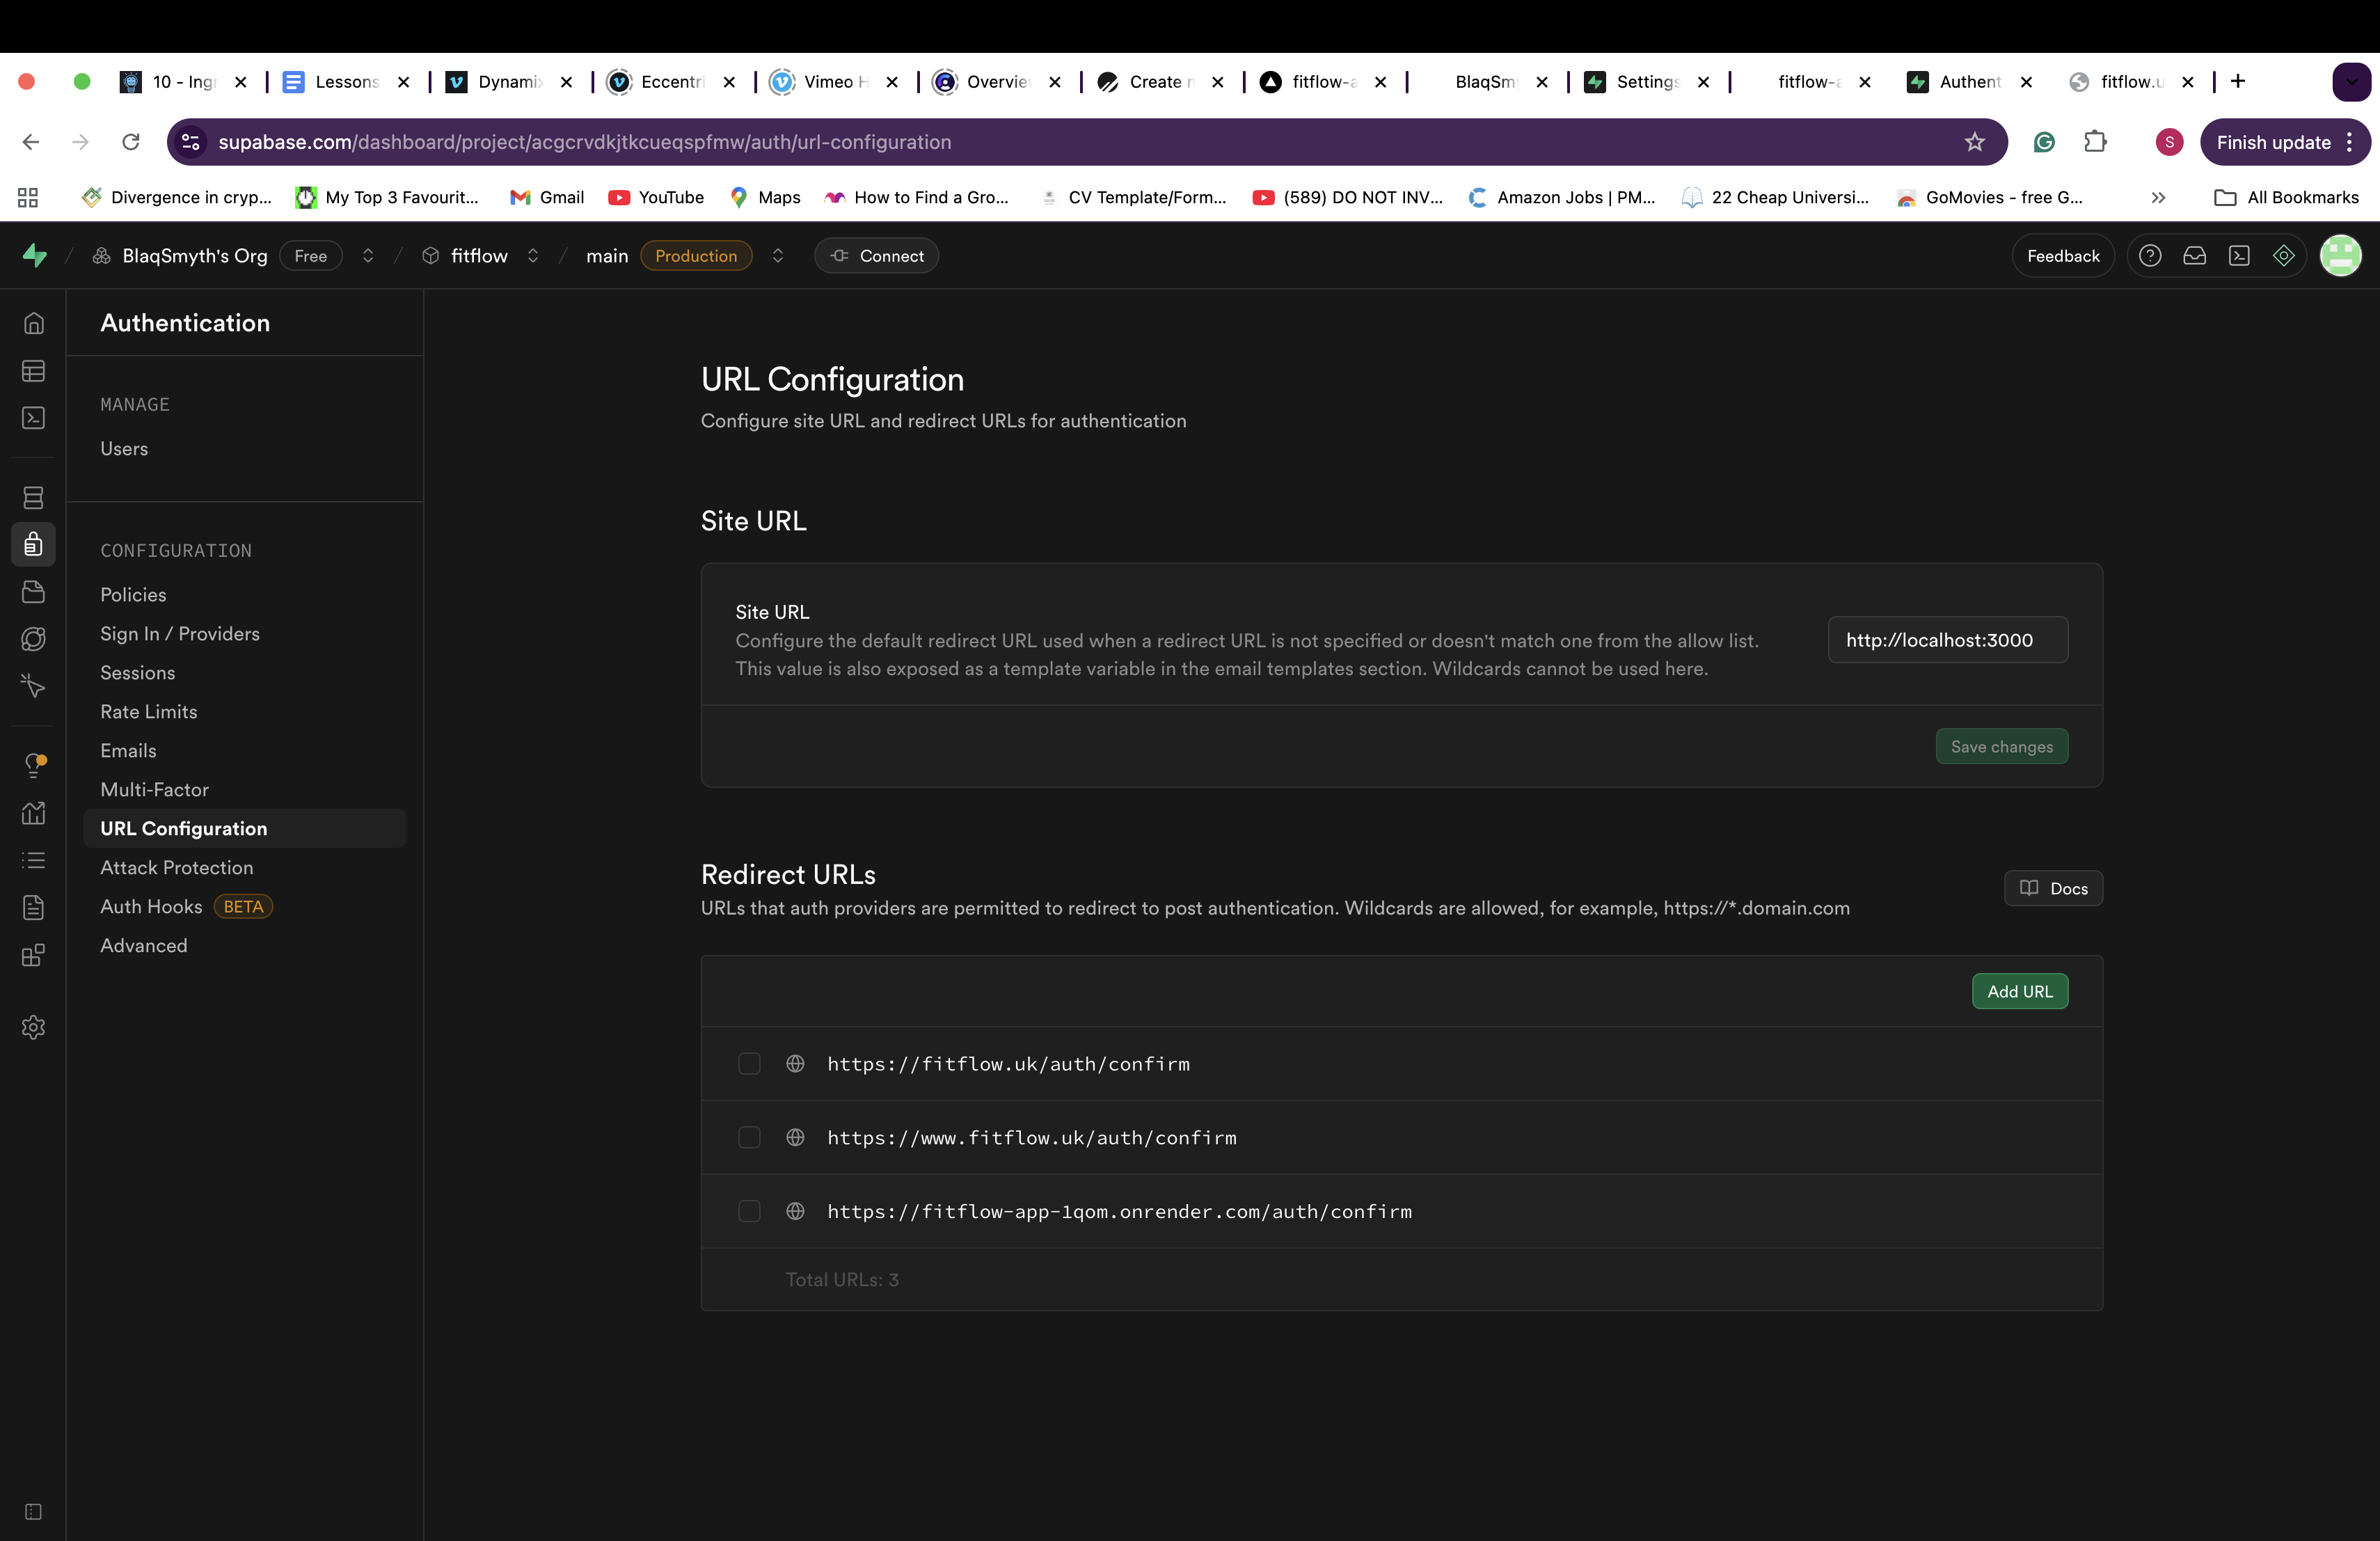 10 - Ingr
Lessons
Dynamix
Eccentri
Vimeo H
Overview
Create n
fitflow-a
BlaqSmy
Settings
fitflow-a
Authent
fitflow.u
supabase.com/dashboard/project/acgcrvdkjtkcueqspfmw/auth/url-configuration
S
Finish update
Divergence in cryp...
My Top 3 Favourit...
Gmail
YouTube
Maps
How to Find a Gro...
CV Template/Form...
(589) DO NOT INV...
Amazon Jobs | PM...
22 Cheap Universi...
GoMovies - free G...
All Bookmarks
BlaqSmyth's Org
Free
fitflow
main
Production
Connect
Feedback
Authentication
MANAGE
Users
CONFIGURATION
Policies
Sign In / Providers
Sessions
Rate Limits
Emails
Multi-Factor
URL Configuration
Attack Protection
Auth Hooks BETA
Advanced
URL Configuration
Configure site URL and redirect URLs for authentication
Site URL
Site URL
Configure the default redirect URL used when a redirect URL is not specified or doesn't match one from the allow list.
This value is also exposed as a template variable in the email templates section. Wildcards cannot be used here.
http://localhost:3000
Save changes
Redirect URLs
URLs that auth providers are permitted to redirect to post authentication. Wildcards are allowed, for example, https://*.domain.com
Docs
Add URL
https://fitflow.uk/auth/confirm
https://www.fitflow.uk/auth/confirm
https://fitflow-app-1qom.onrender.com/auth/confirm
Total URLs: 3